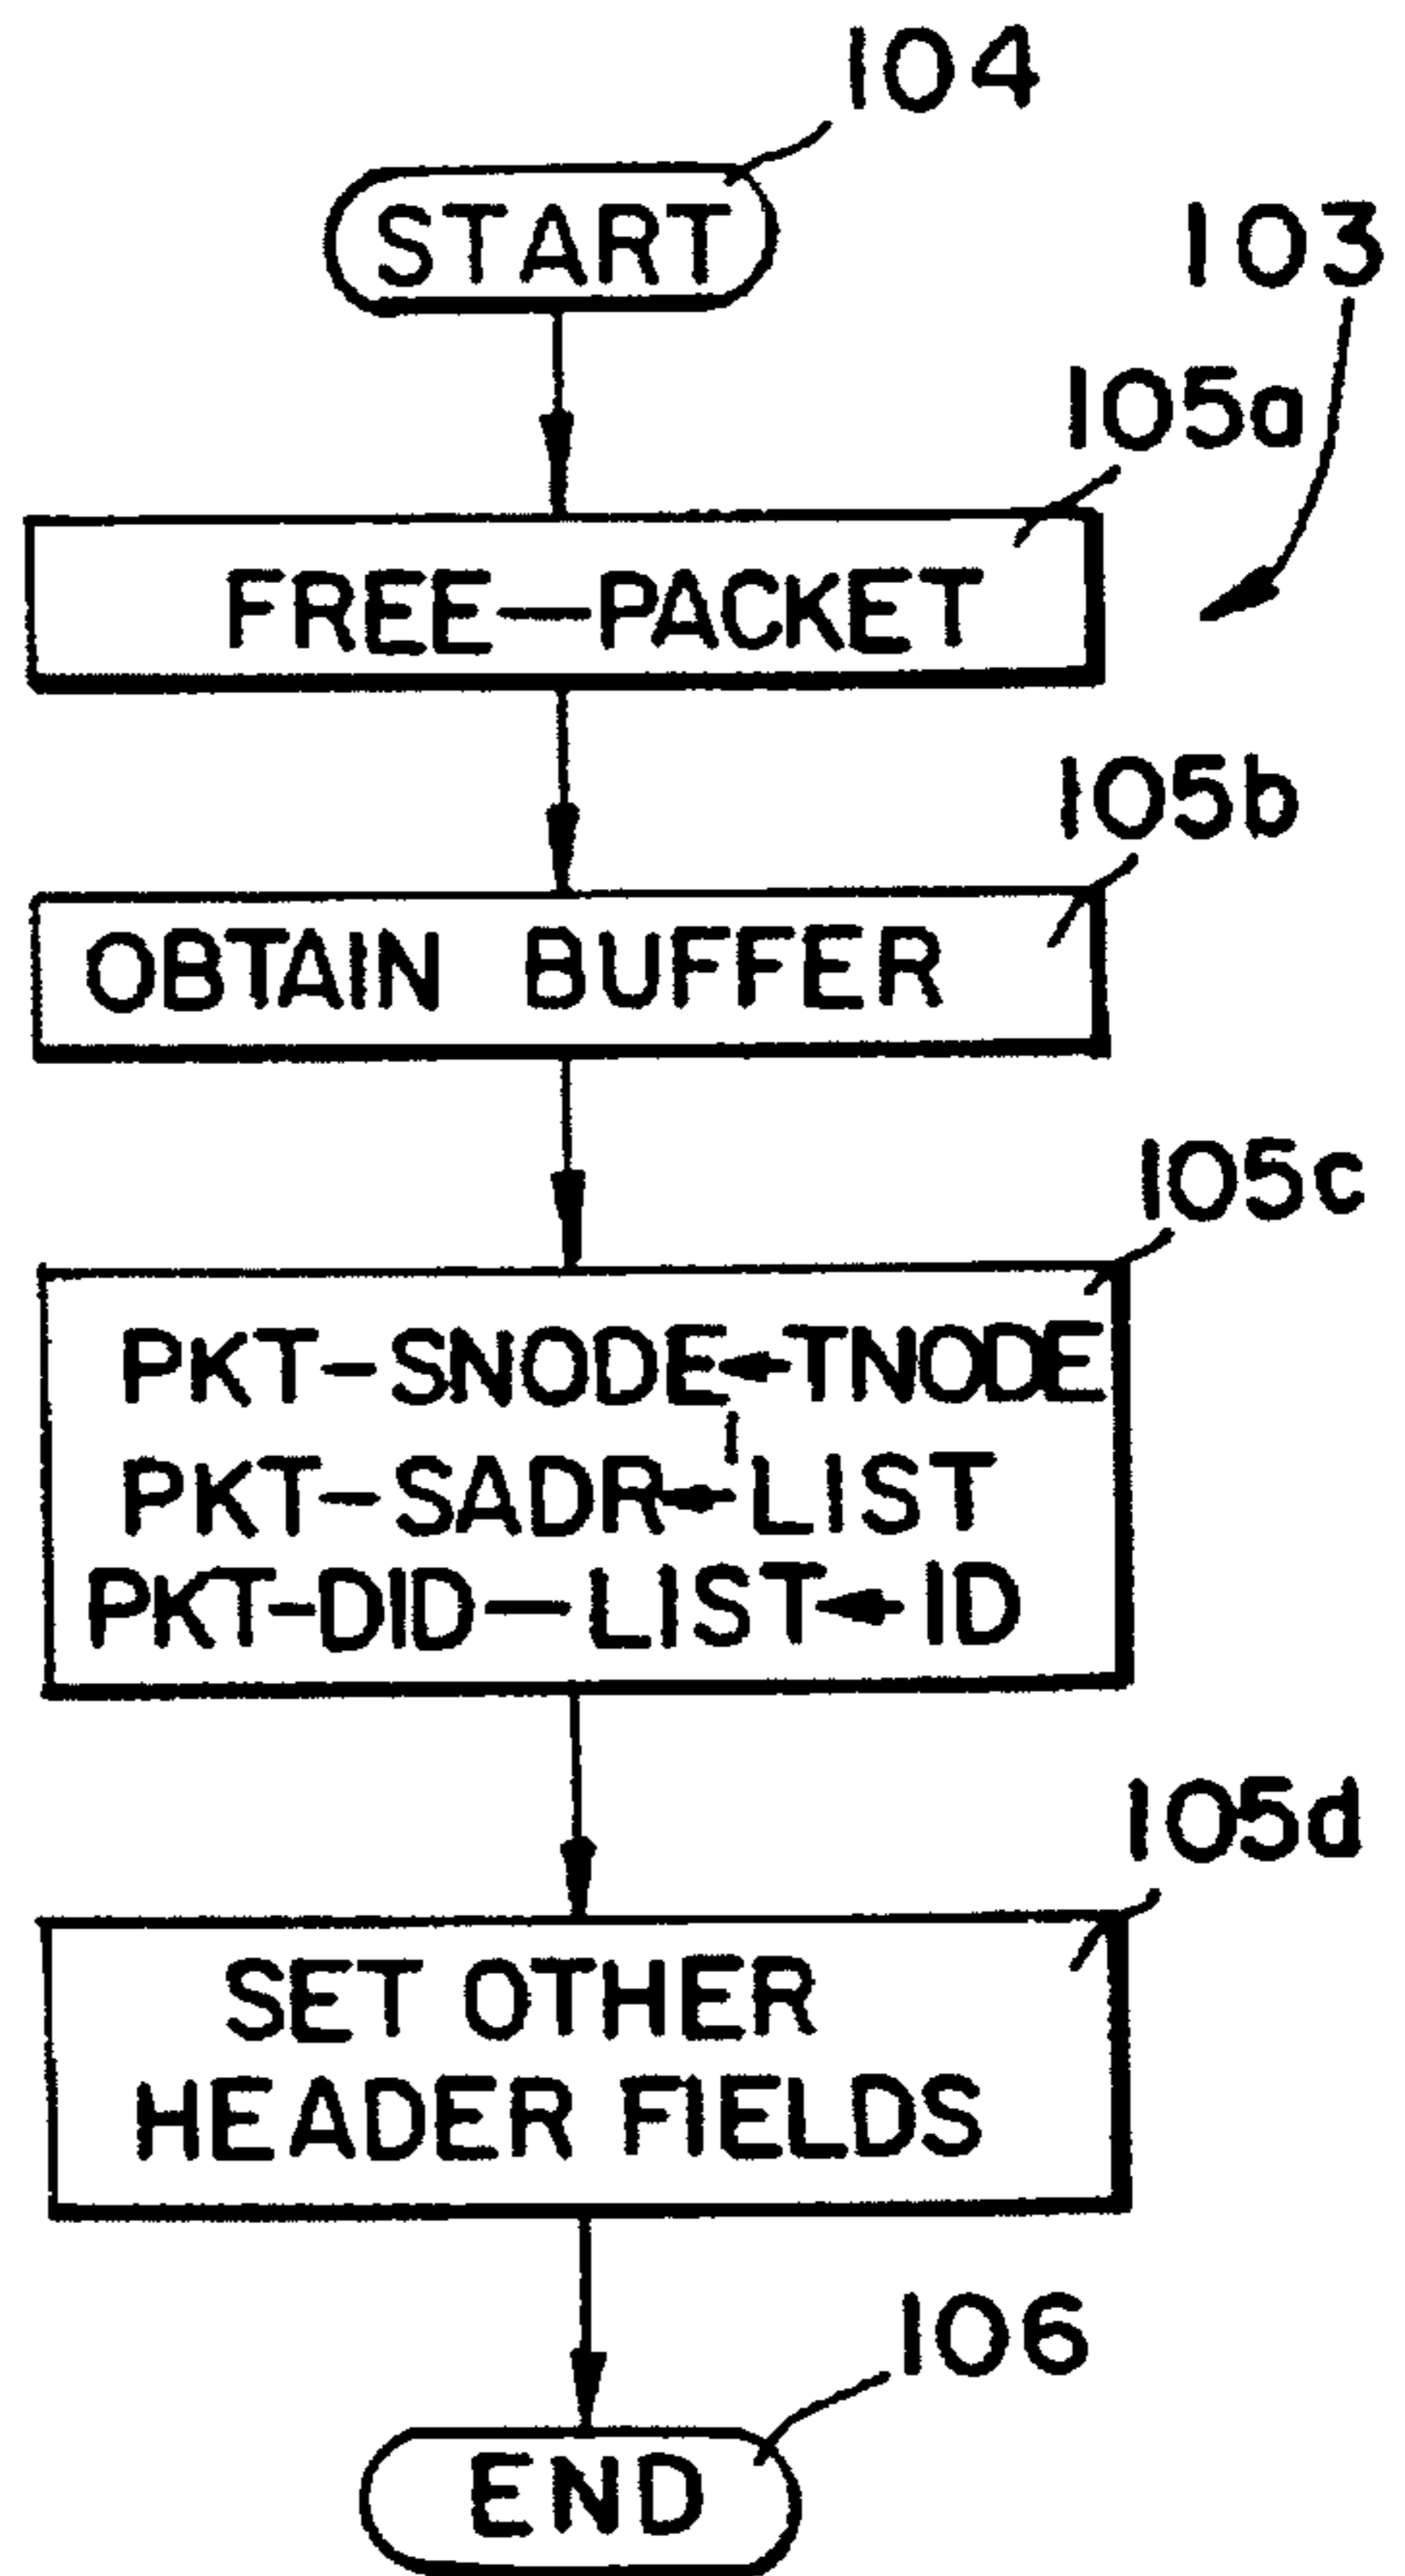 104
START
103
105a
FREE—PACKET
105b
OBTAIN BUFFER
105c
PKT-SNODE←TNODE
PKT-SADR←LIST
PKT-DID—LIST←ID
105d
SET OTHER
HEADER FIELDS
106
END